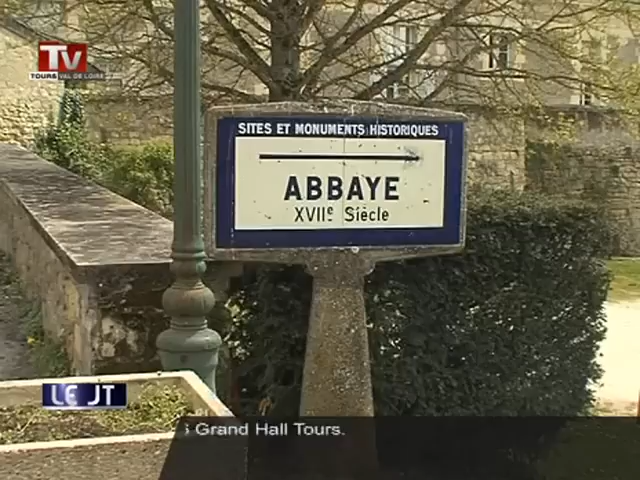 TV
TOURS VAL DE LOIRE
SITES ET MONUMENTS HISTORIQUES
ABBAYE
XVIIe Siècle
LE JT
Grand Hall Tours.